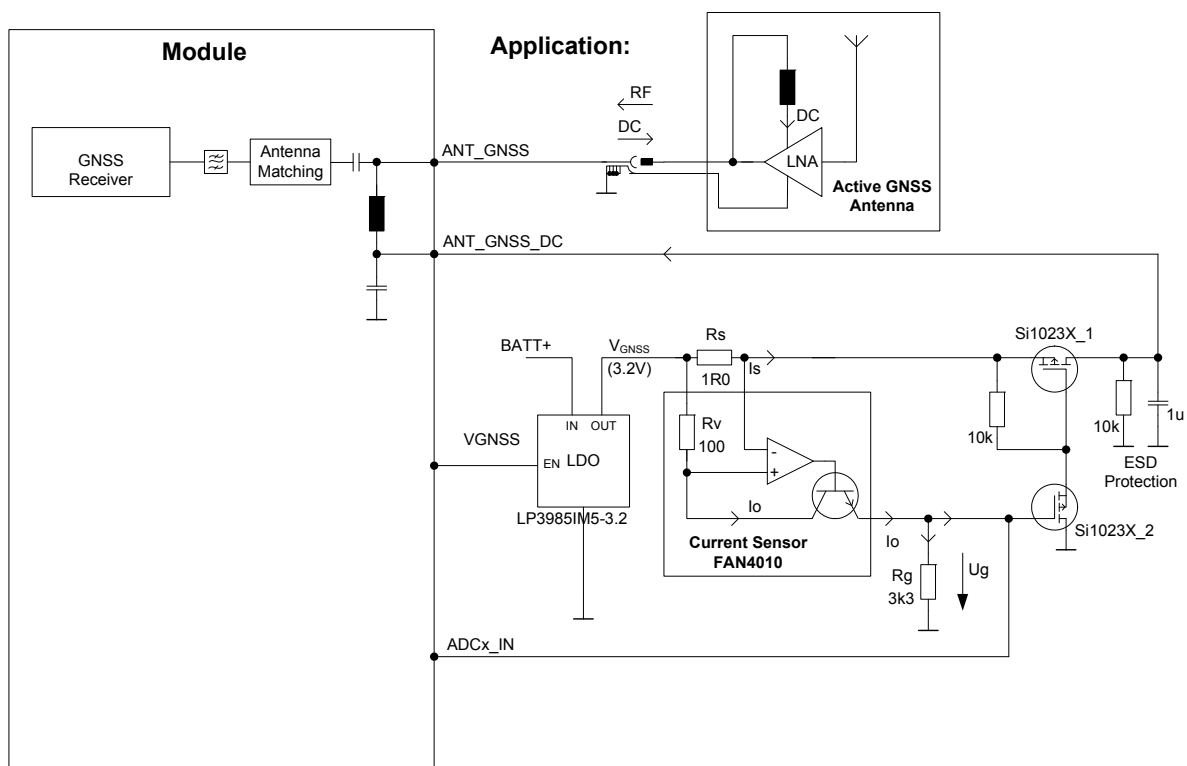 Module
Application:
RF
DC
DC
LNA
Active GNSS
Antenna
GNSS
Receiver
Antenna
Matching
ANT_GNSS
ANT_GNSS_DC
BATT+
VGNSS
(3.2V)
Rs
1R0
Is
Si1023X_1
IN OUT
VGNSS
EN LDO
LP3985IM5-3.2
Rv
100
-
+
Io
Current Sensor
FAN4010
Io
Rg
3k3
Ug
10k
10k
1u
ESD
Protection
Si1023X_2
ADCx_IN